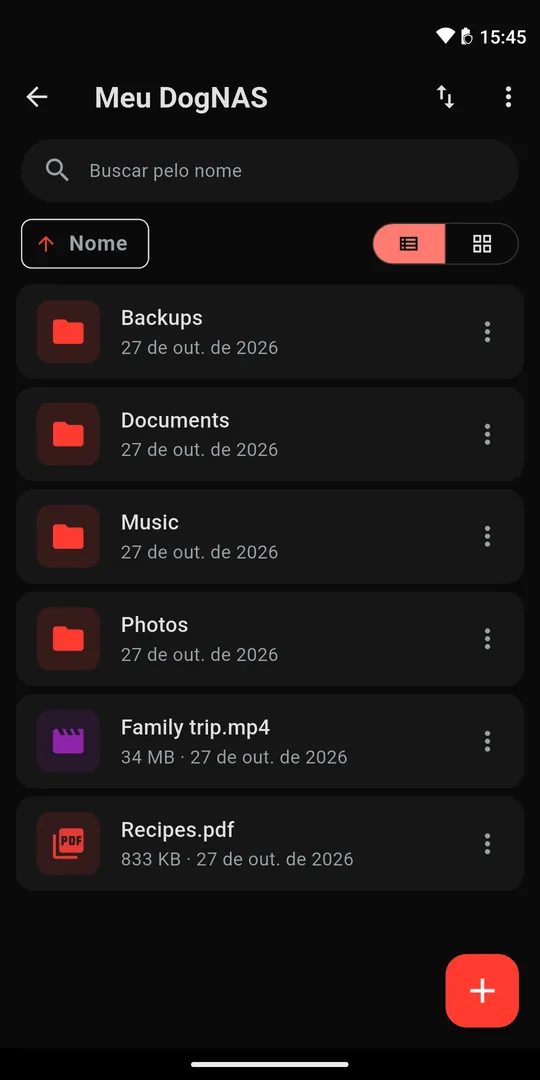 15:45
Meu DogNAS
Buscar pelo nome
Nome
Backups
27 de out. de 2026
Documents
27 de out. de 2026
Music
27 de out. de 2026
Photos
27 de out. de 2026
Family trip.mp4
34 MB · 27 de out. de 2026
PDF
Recipes.pdf
833 KB · 27 de out. de 2026